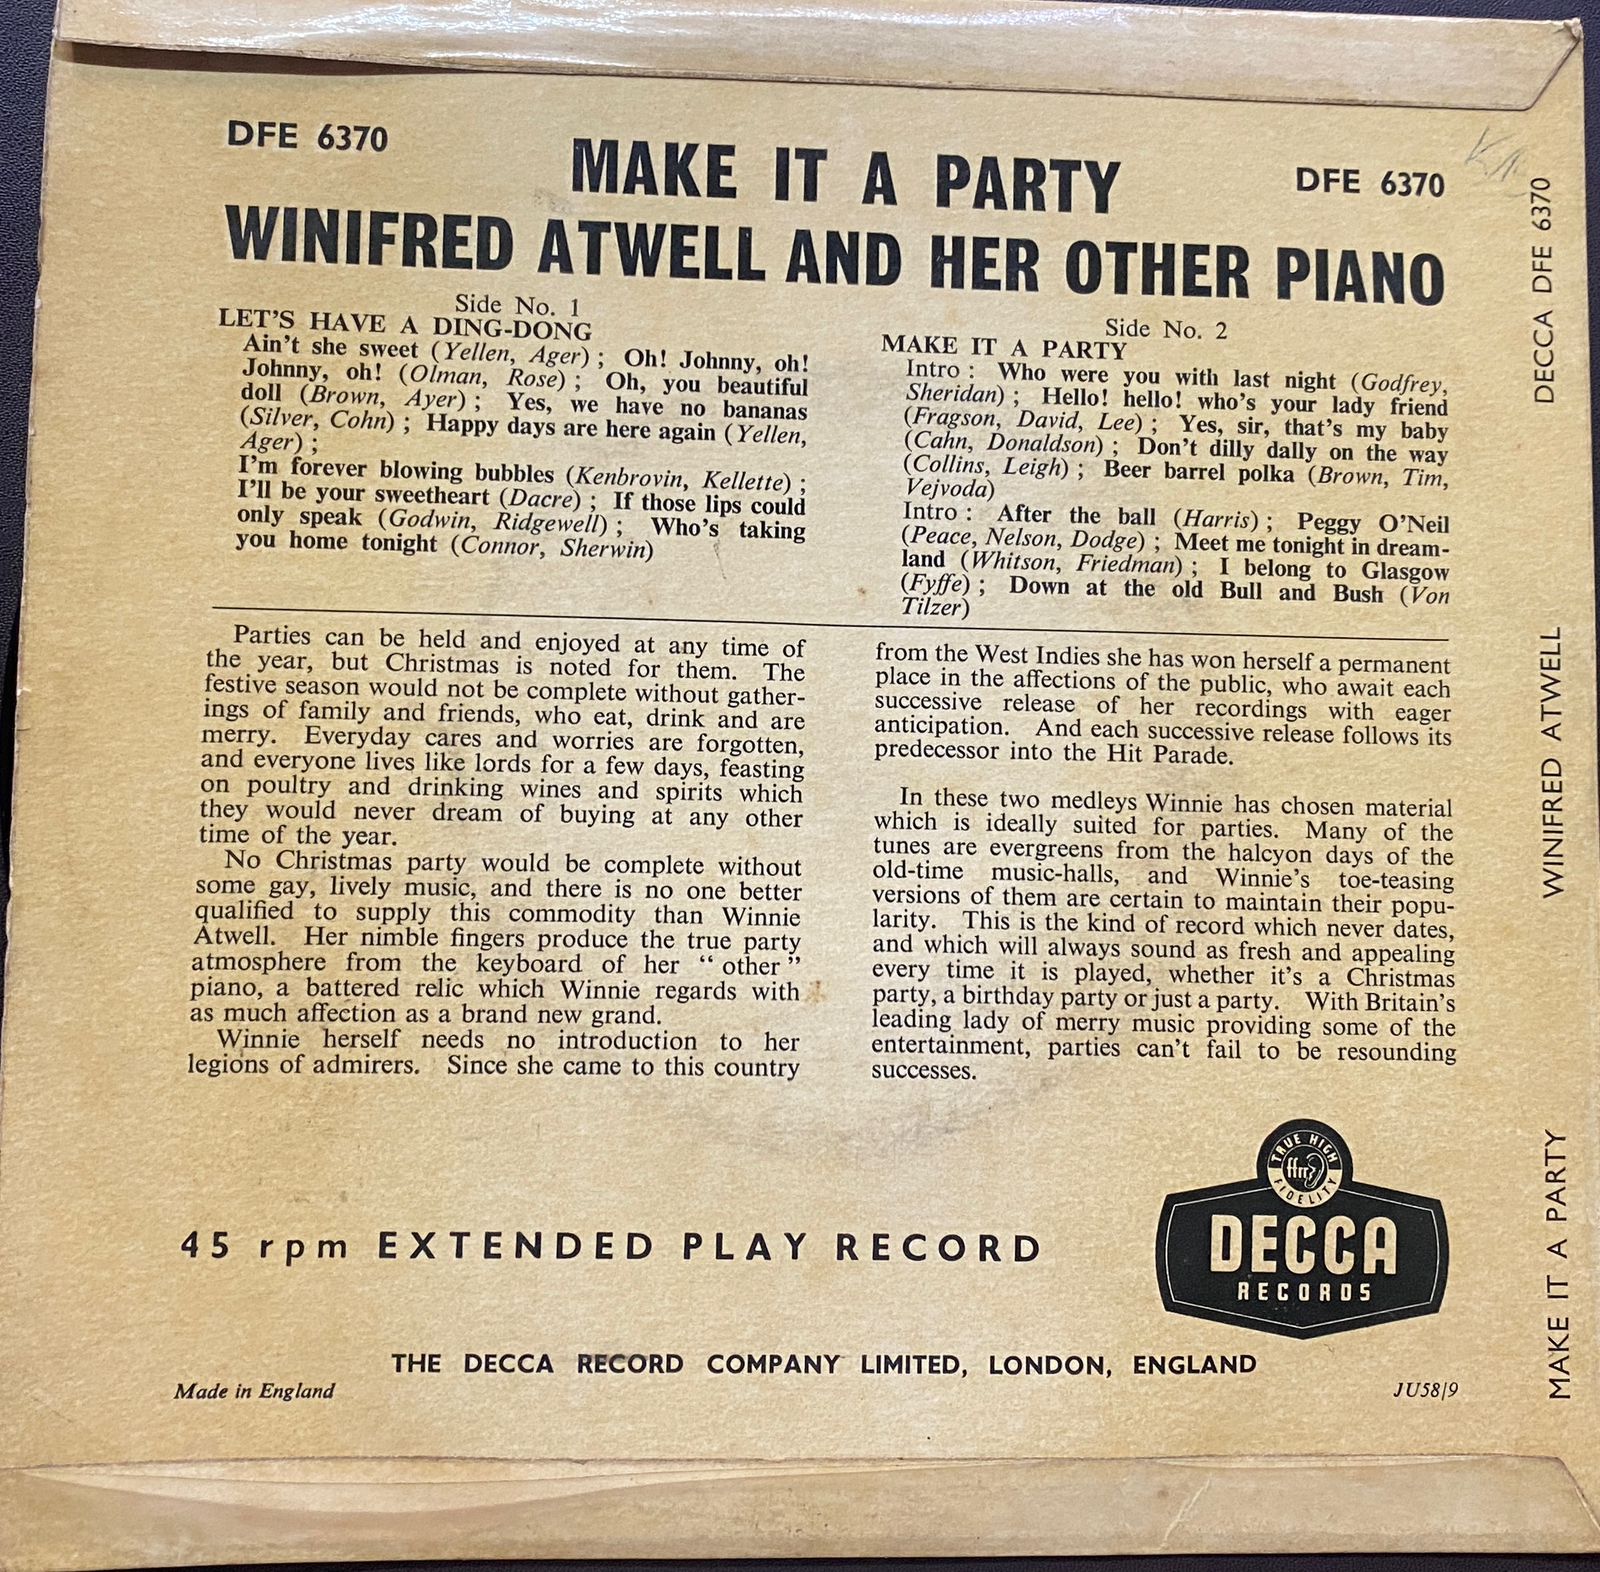 DFE 6370
MAKE IT A PARTY
DFE 6370
WINIFRED ATWELL AND HER OTHER PIANO
Side No. 1
LET'S HAVE A DING-DONG
Ain't she sweet (Yellen, Ager) ; Oh! Johnny, oh!
Johnny, oh! (Olman, Rose) ; Oh, you beautiful
doll (Brown, Ayer) ; Yes, we have no bananas
(Silver, Cohn) ; Happy days are here again (Yellen,
Ager) ;
I'm forever blowing bubbles (Kenbrovin, Kellette) ;
I'll be your sweetheart (Dacre) ; If those lips could
only speak (Godwin, Ridgewell) ; Who's taking
you home tonight (Connor, Sherwin)
Side No. 2
MAKE IT A PARTY
Intro : Who were you with last night (Godfrey,
Sheridan) ; Hello! hello! who's your lady friend
(Fragson, David, Lee) ; Yes, sir, that's my baby
(Cahn, Donaldson) ; Don't dilly dally on the way
(Collins, Leigh) ; Beer barrel polka (Brown, Tim,
Vejvoda)
Intro : After the ball (Harris) ; Peggy O'Neil
(Peace, Nelson, Dodge) ; Meet me tonight in dream-
land (Whitson, Friedman) ; I belong to Glasgow
(Fyffe) ; Down at the old Bull and Bush (Von
Tilzer)
Parties can be held and enjoyed at any time of
the year, but Christmas is noted for them. The
festive season would not be complete without gather-
ings of family and friends, who eat, drink and are
merry. Everyday cares and worries are forgotten,
and everyone lives like lords for a few days, feasting
on poultry and drinking wines and spirits which
they would never dream of buying at any other
time of the year.
No Christmas party would be complete without
some gay, lively music, and there is no one better
qualified to supply this commodity than Winnie
Atwell. Her nimble fingers produce the true party
atmosphere from the keyboard of her "other"
piano, a battered relic which Winnie regards with
as much affection as a brand new grand.
Winnie herself needs no introduction to her
legions of admirers. Since she came to this country
from the West Indies she has won herself a permanent
place in the affections of the public, who await each
successive release of her recordings with eager
anticipation. And each successive release follows its
predecessor into the Hit Parade.
In these two medleys Winnie has chosen material
which is ideally suited for parties. Many of the
tunes are evergreens from the halcyon days of the
old-time music-halls, and Winnie's toe-teasing
versions of them are certain to maintain their popu-
larity. This is the kind of record which never dates,
and which will always sound as fresh and appealing
every time it is played, whether it's a Christmas
party, a birthday party or just a party. With Britain's
leading lady of merry music providing some of the
entertainment, parties can't fail to be resounding
successes.
45 rpm EXTENDED PLAY RECORD
TRUE HIGH
ffrr
FIDELITY
DECCA
RECORDS
THE DECCA RECORD COMPANY LIMITED, LONDON, ENGLAND
Made in England
JU58/9
DECCA DFE 6370
WINIFRED ATWELL
MAKE IT A PARTY